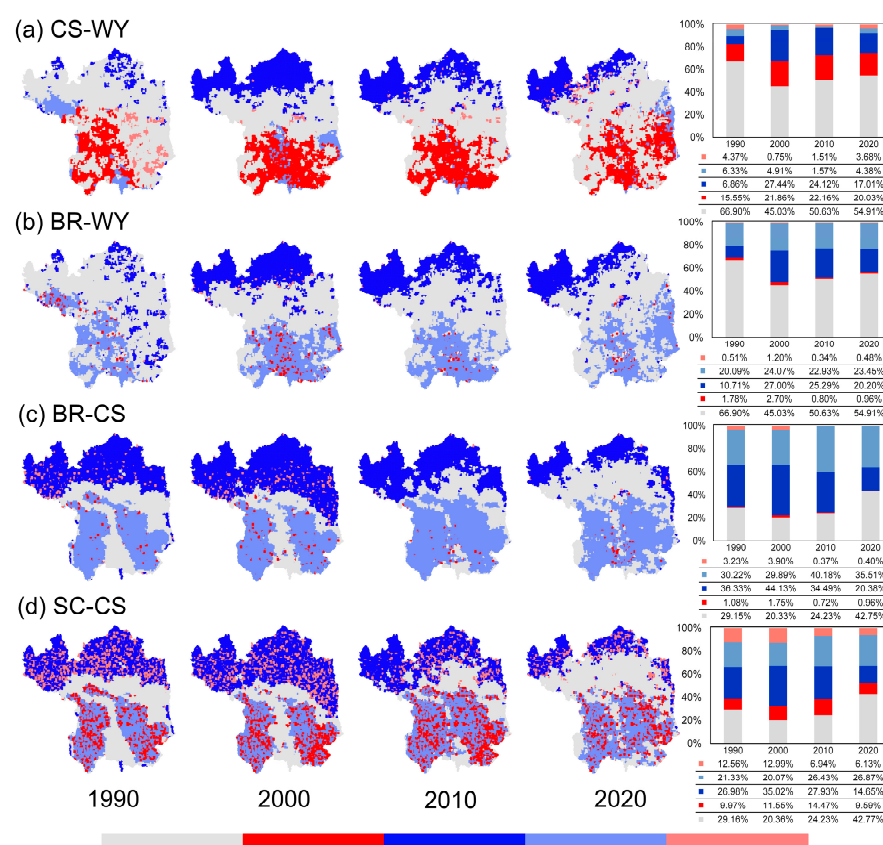 (a) CS-WY
100%
80%
60%
40%
20%
0%
1990 2000 2010 2020
4.37% 0.75% 1.51% 3.68%
6.33% 4.91% 1.57% 4.38%
6.86% 27.44% 24.12% 17.01%
15.55% 21.86% 22.16% 20.03%
66.90% 45.03% 50.63% 54.91%
(b) BR-WY
100%
80%
60%
40%
20%
0%
1990 2000 2010 2020
0.51% 1.20% 0.34% 0.48%
20.09% 24.07% 22.93% 23.45%
10.71% 27.00% 25.29% 20.20%
1.78% 2.70% 0.80% 0.96%
66.90% 45.03% 50.63% 54.91%
(c) BR-CS
100%
80%
60%
40%
20%
0%
1990 2000 2010 2020
3.23% 3.90% 0.37% 0.40%
30.22% 29.89% 40.18% 35.51%
36.33% 44.13% 34.49% 20.38%
1.08% 1.75% 0.72% 0.96%
29.15% 20.33% 24.23% 42.75%
(d) SC-CS
100%
80%
60%
40%
20%
0%
1990 2000 2010 2020
12.56% 12.99% 6.94% 6.13%
21.33% 20.07% 26.43% 26.87%
26.98% 35.02% 27.93% 14.65%
9.97% 11.55% 14.47% 9.59%
29.16% 20.36% 24.23% 42.77%
1990 2000 2010 2020